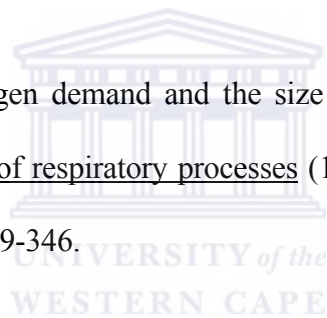 gen demand and the size
of respiratory processes (1
9-346.
UNIVERSITY of the
WESTERN CAPE